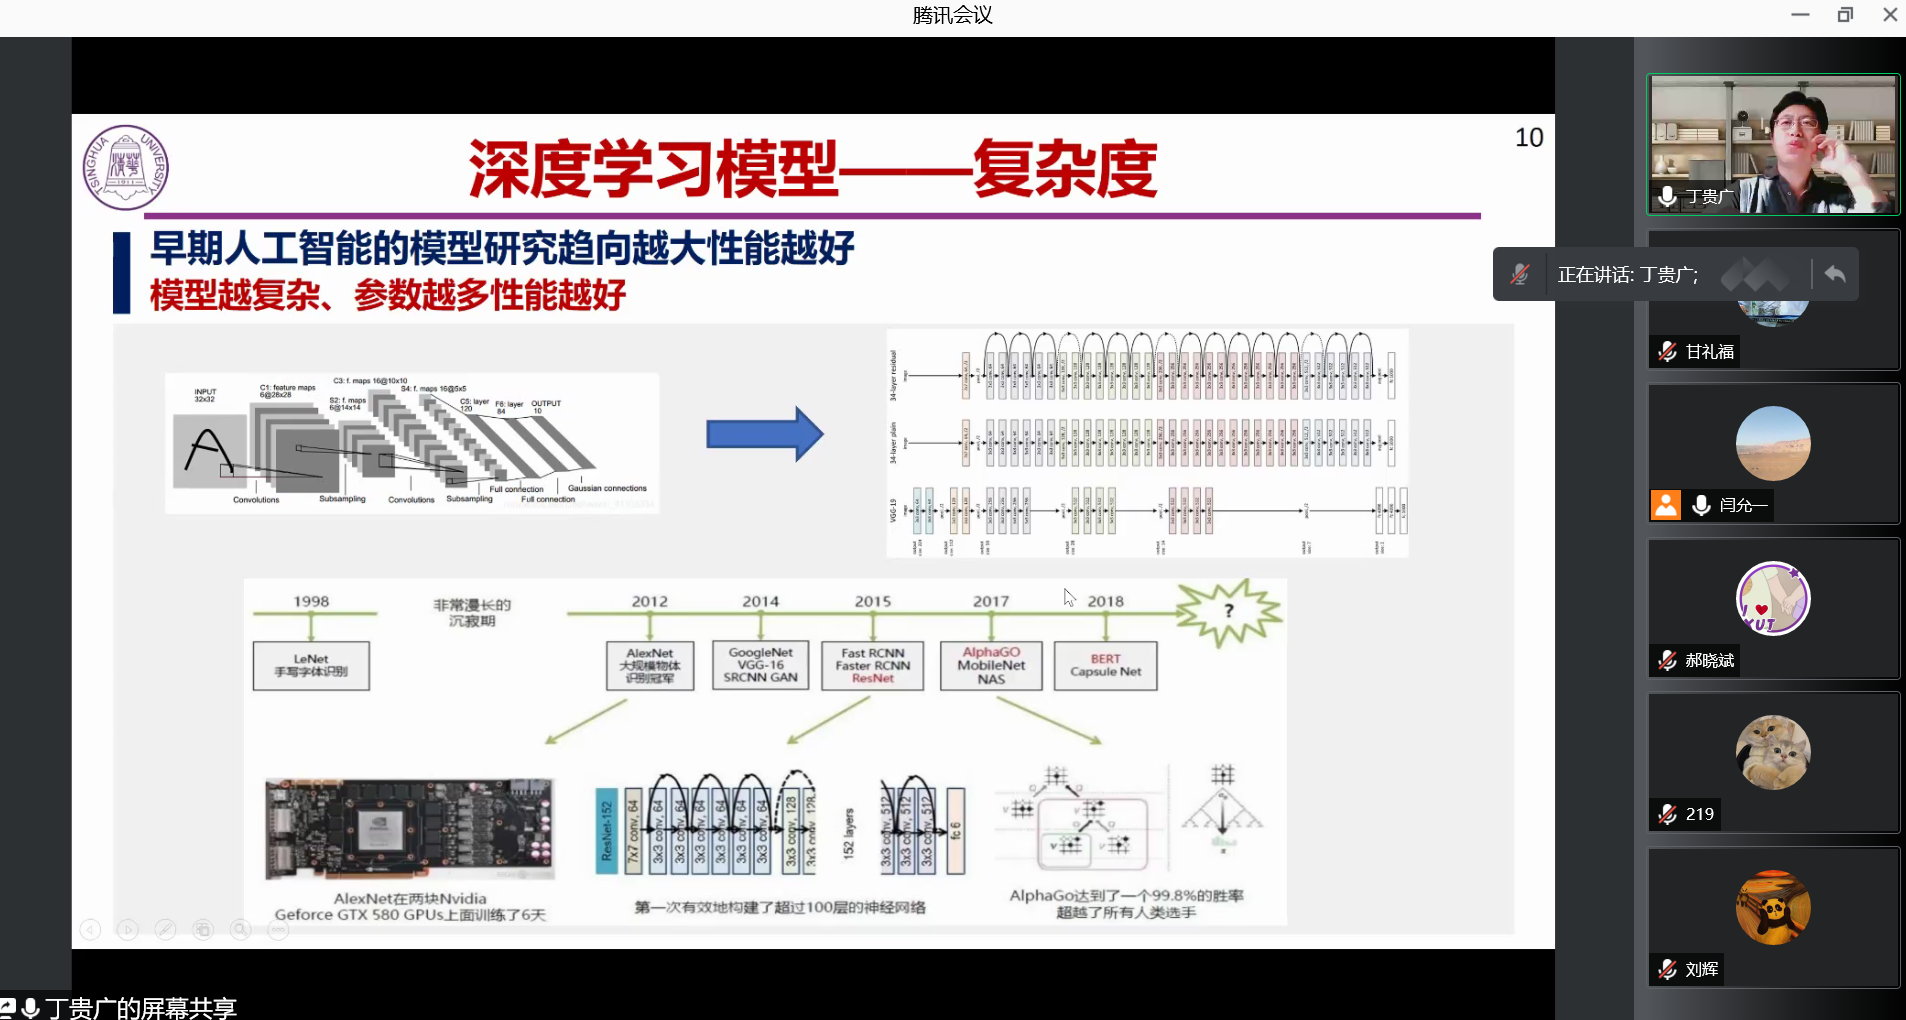 腾讯会议
TSINGHUA UNIVERSITY
1911
深度学习模型——复杂度
10
早期人工智能的模型研究趋向越大性能越好
模型越复杂、参数越多性能越好
INPUT
32x32
C1: feature maps
6@28x28
C3: f. maps 16@10x10
S2: f. maps
6@14x14
S4: f. maps 16@5x5
C5: layer
120
F6: layer
84
OUTPUT
10
Convolutions
Subsampling
Convolutions
Subsampling
Full connection
Full connection
Gaussian connections
34-layer residual
34-layer plain
VGG-19
1998
非常漫长的
沉寂期
2012
2014
2015
2017
2018
?
LeNet
手写字体识别
AlexNet
大规模物体
识别冠军
GoogleNet
VGG-16
SRCNN GAN
Fast RCNN
Faster RCNN
ResNet
AlphaGO
MobileNet
NAS
BERT
Capsule Net
ResNet-152
7x7 conv, 64
3x3 conv, 64
3x3 conv, 64
3x3 conv, 64
3x3 conv, 64
3x3 conv, 64
3x3 conv, 64
3x3 conv, 128
3x3 conv, 128
152 layers
3x3 conv, 512
3x3 conv, 512
3x3 conv, 512
fc 6
AlexNet在两块Nvidia
Geforce GTX 580 GPUs上面训练了6天
第一次有效地构建了超过100层的神经网络
AlphaGo达到了一个99.8%的胜率
超越了所有人类选手
丁贵广
正在讲话: 丁贵广;
甘礼福
闫允一
I
XUT
郝晓斌
219
刘辉
丁贵广的屏幕共享